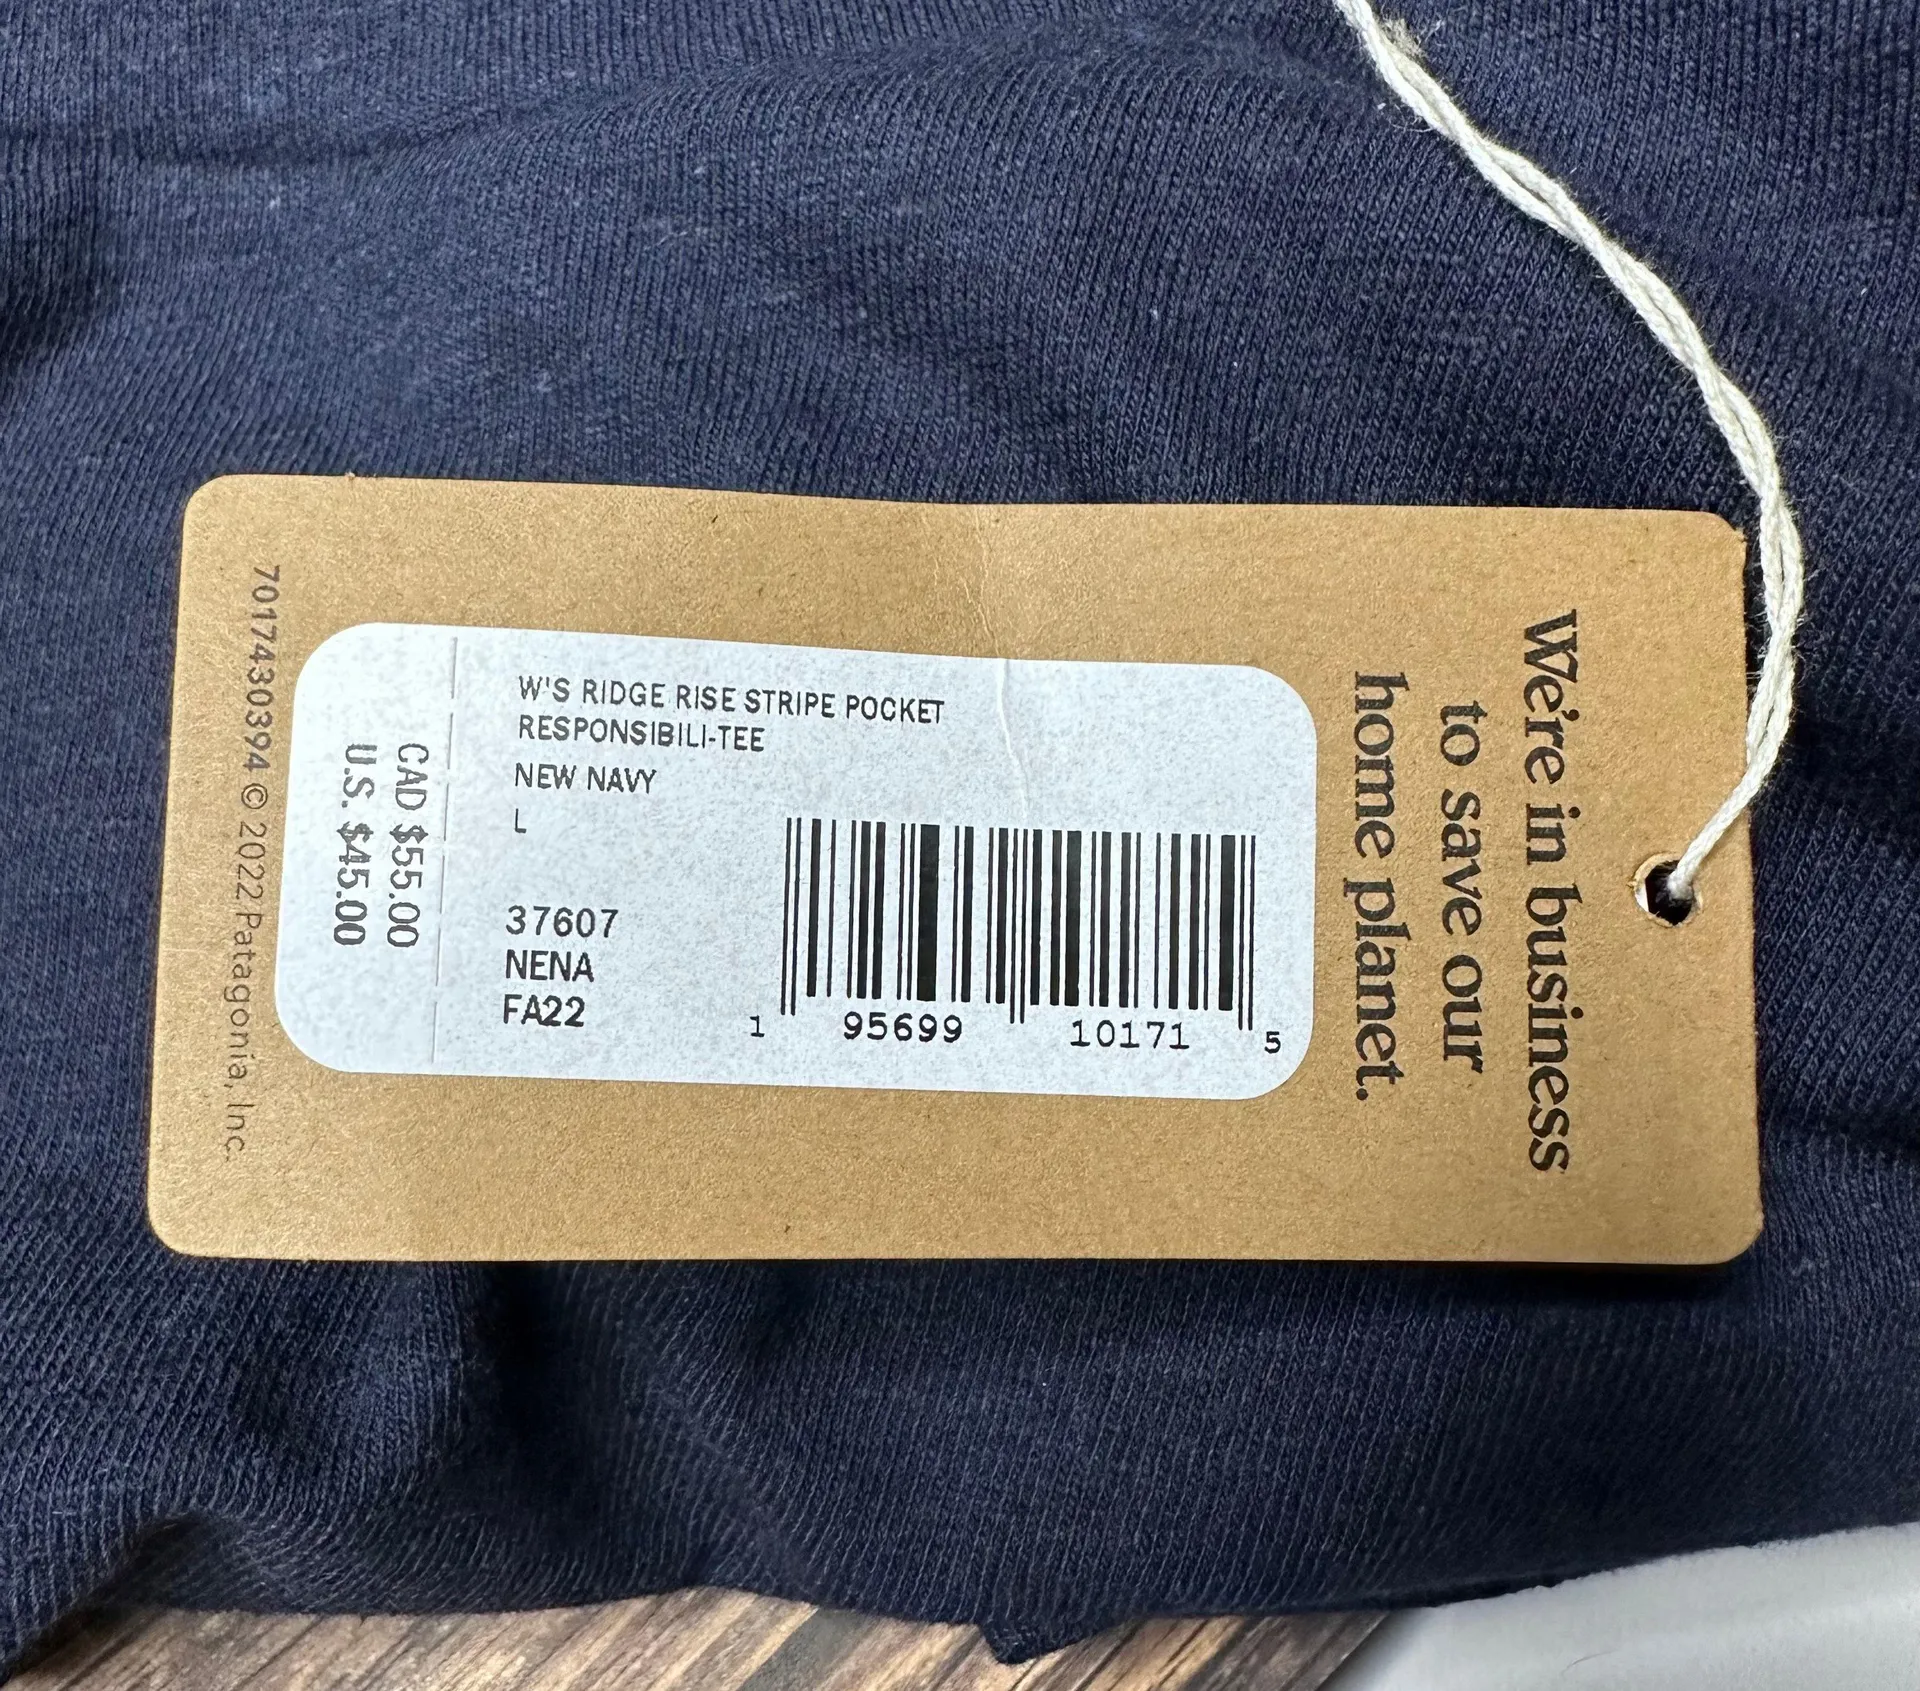 W'S RIDGE RISE STRIPE POCKET
RESPONSIBILI-TEE
NEW NAVY
L
37607
NENA
FA22
1 95699 10171 5
CAD $55.00
U.S. $45.00
We're in business
to save our
home planet.
7017430394 © 2022 Patagonia, Inc.